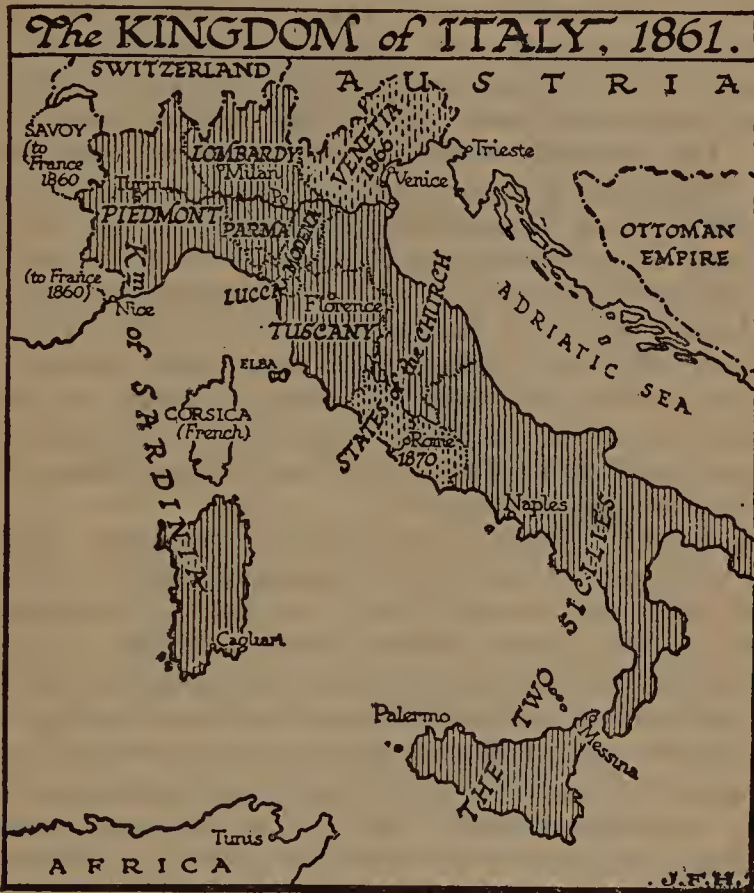 The KINGDOM of ITALY, 1861.
SWITZERLAND
AUSTRIA
SAVOY
(to
France
1860
LOMBARDY
Milan
VENETIA
1866
Trieste
Venice
Turin
Po
PIEDMONT
PARMA
MODENA
OTTOMAN
EMPIRE
(to France
1860)
Nice
LUCCA
Florence
TUSCANY
ADRIATIC SEA
ELBA
STATES of the CHURCH
CORSICA
(French)
Rome
1870
Km of SARDINIA
Naples
Cagliari
THE TWO SICILIES
Palermo
Messina
Tunis
AFRICA
J.F.H.